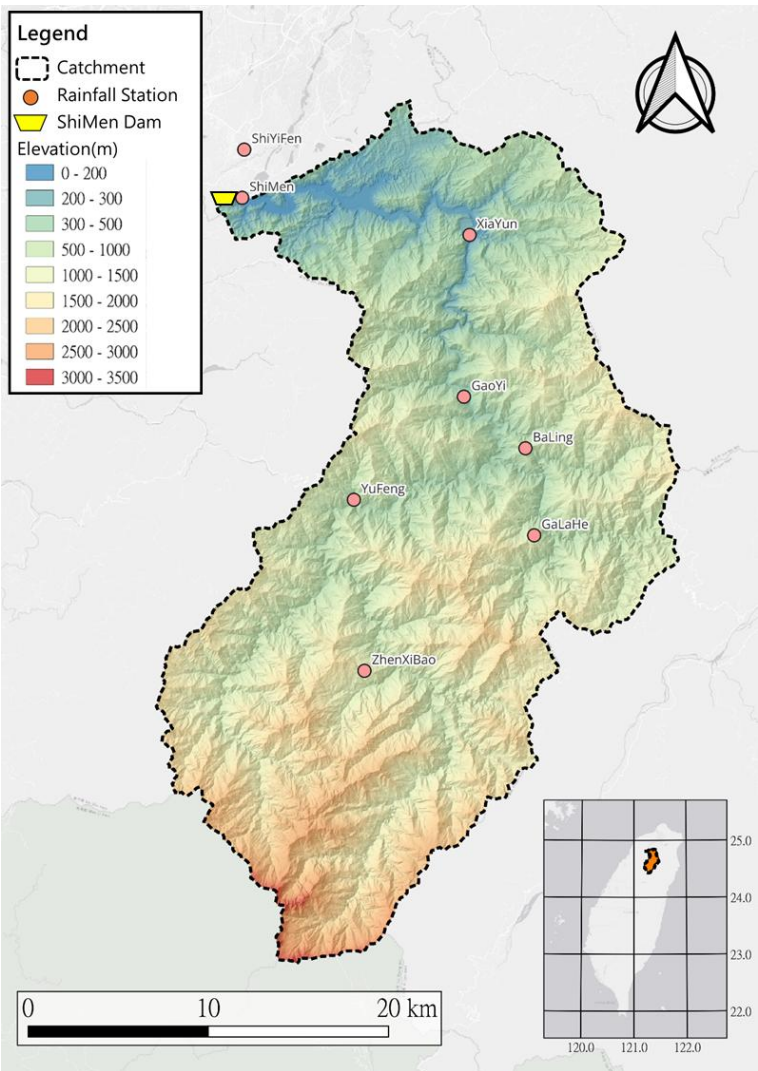 Legend
Catchment
Rainfall Station
ShiMen Dam
Elevation(m)
0 - 200
200 - 300
300 - 500
500 - 1000
1000 - 1500
1500 - 2000
2000 - 2500
2500 - 3000
3000 - 3500
ShiYiFen
ShiMen
XiaYun
GaoYi
BaLing
YuFeng
GaLaHe
ZhenXiBao
25.0
24.0
23.0
22.0
120.0 121.0 122.0
0 10 20 km